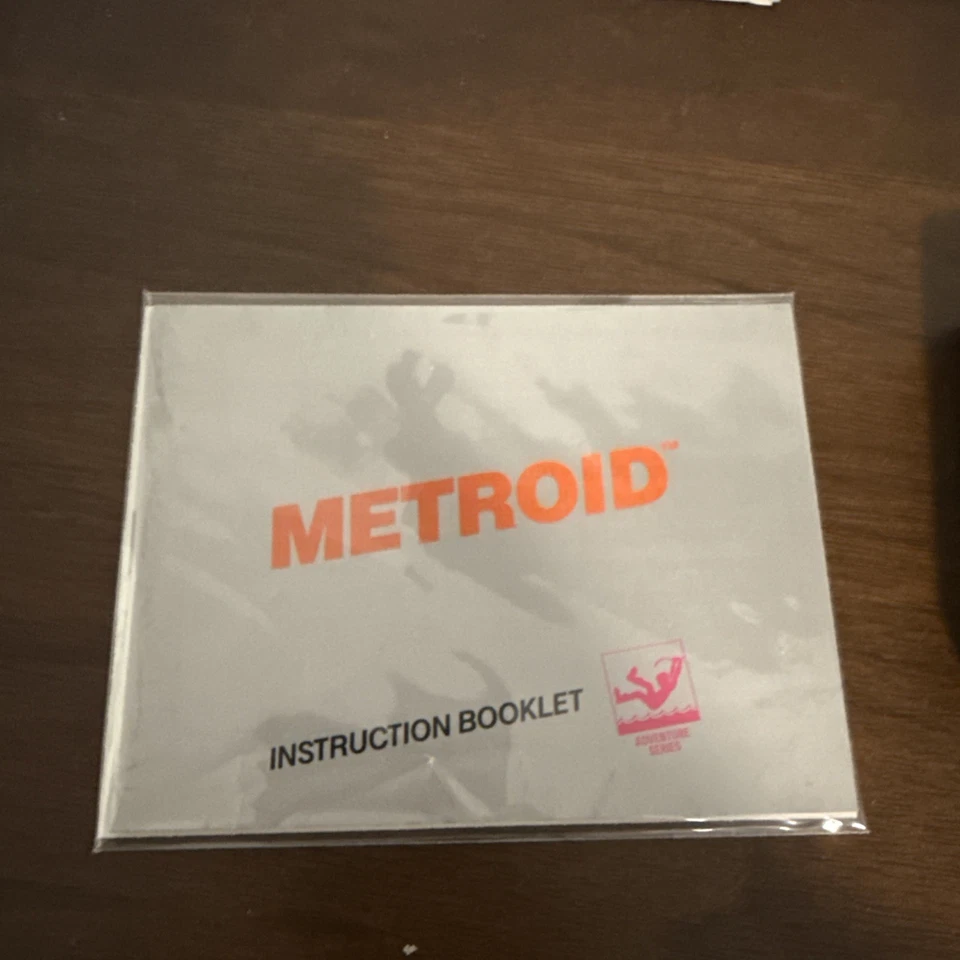 METROID™
INSTRUCTION BOOKLET
ADVENTURE
SERIES